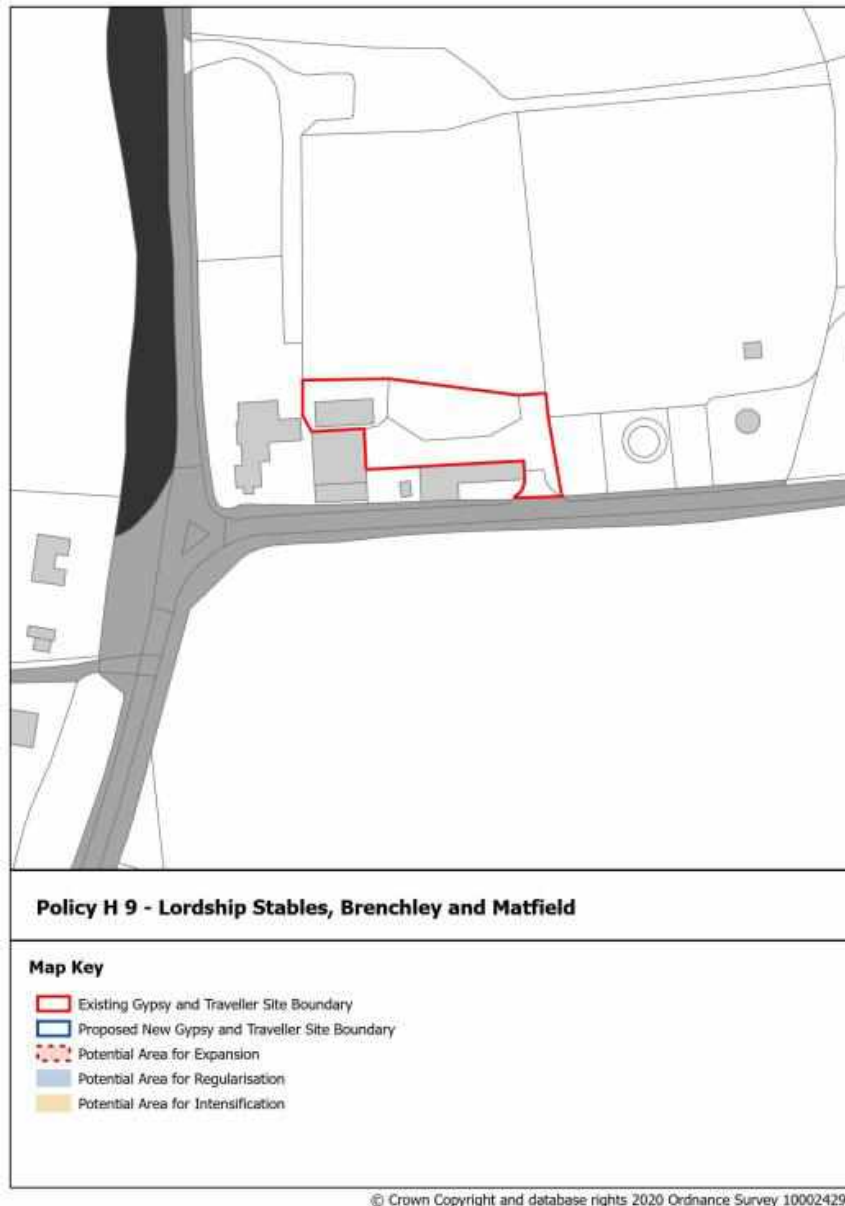 Policy H 9 - Lordship Stables, Brenchley and Matfield
Map Key
Existing Gypsy and Traveller Site Boundary
Proposed New Gypsy and Traveller Site Boundary
Potential Area for Expansion
Potential Area for Regularisation
Potential Area for Intensification
© Crown Copyright and database rights 2020 Ordnance Survey 10002429